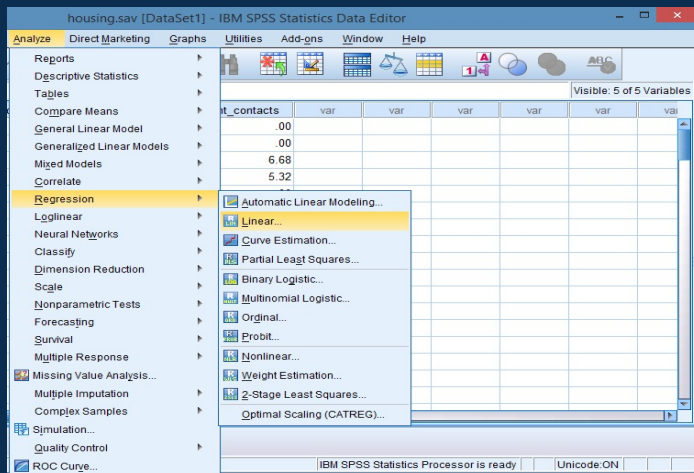 housing.sav [DataSet1] - IBM SPSS Statistics Data Editor
Analyze Direct Marketing Graphs Utilities Add-ons Window Help
Visible: 5 of 5 Variables
nt_contacts var var var var var
.00
.00
6.68
5.32
Reports
Descriptive Statistics
Tables
Compare Means
General Linear Model
Generalized Linear Models
Mixed Models
Correlate
Regression
Loglinear
Neural Networks
Classify
Dimension Reduction
Scale
Nonparametric Tests
Forecasting
Survival
Multiple Response
Missing Value Analysis...
Multiple Imputation
Complex Samples
Simulation...
Quality Control
ROC Curve...
Automatic Linear Modeling...
Linear...
Curve Estimation...
Partial Least Squares...
Binary Logistic...
Multinomial Logistic...
Ordinal...
Probit...
Nonlinear...
Weight Estimation...
2-Stage Least Squares...
Optimal Scaling (CATREG)...
IBM SPSS Statistics Processor is ready Unicode:ON